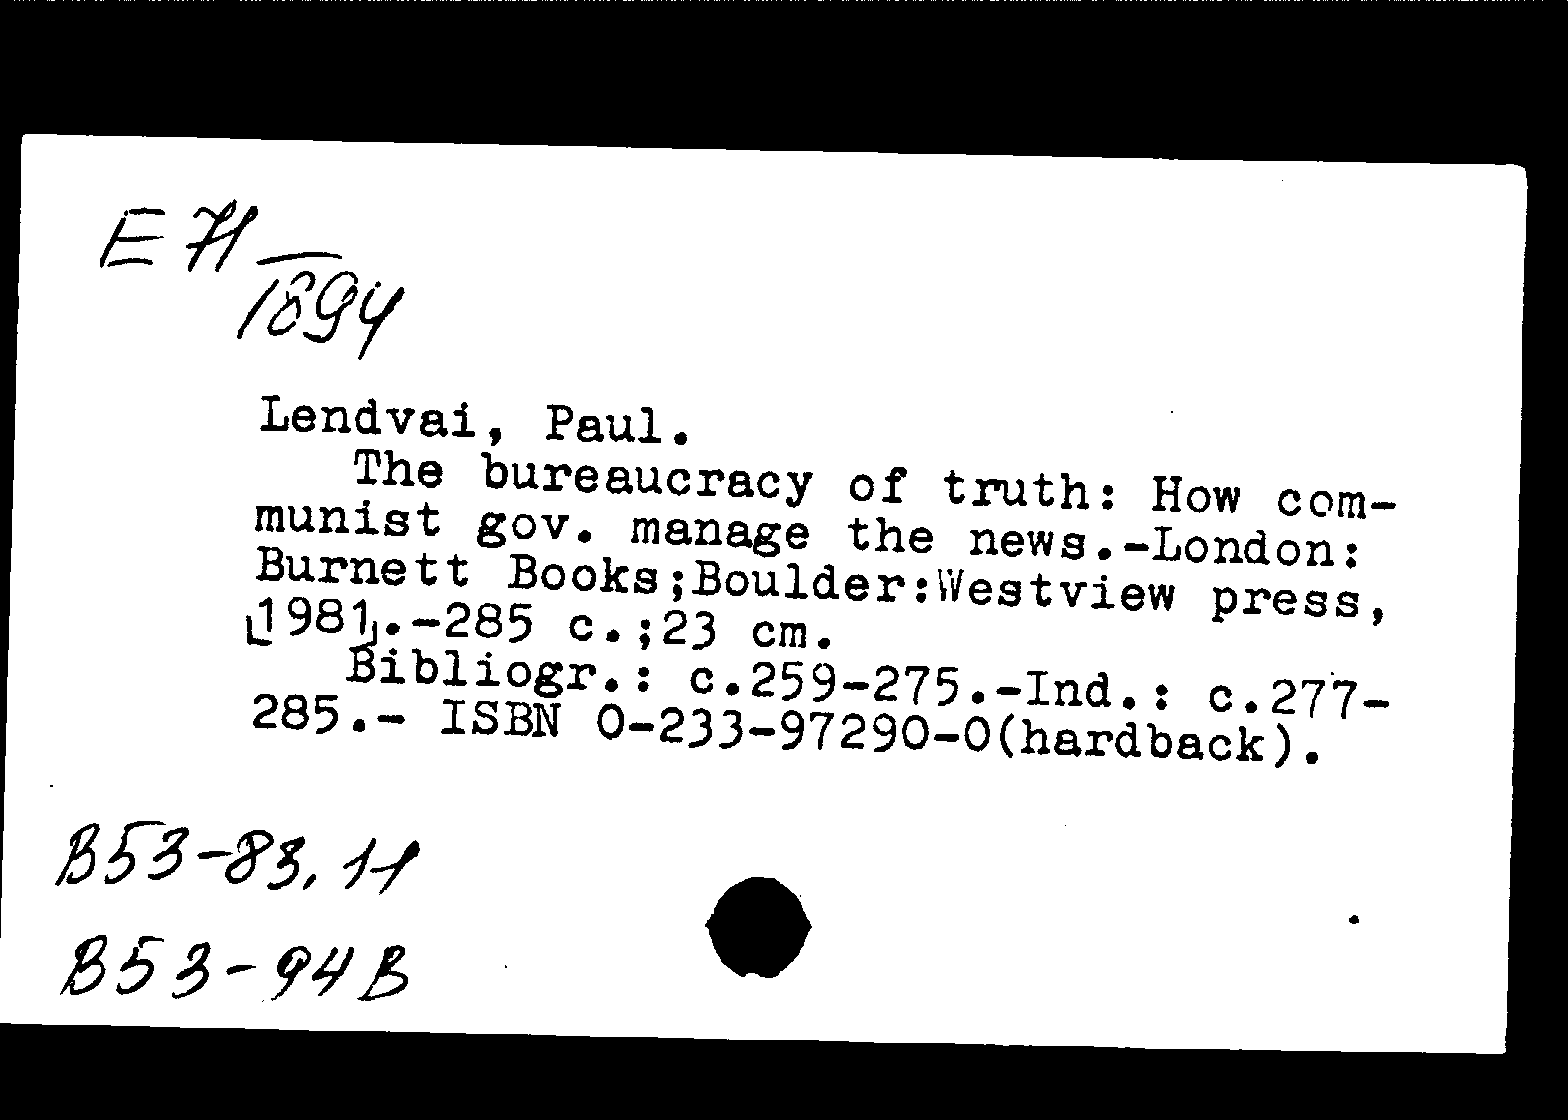 E 71
1894
Lendvai, Paul.
The bureaucracy of truth: How com-
munist gov. manage the news.-London:
Burnett Books;Boulder:Westview press,
[1981].-285 c.;23 cm.
Bibliogr.: c.259-275.-Ind.: c.277-
285.- ISBN 0-233-97290-0(hardback).
B53-83,11
B53-94B